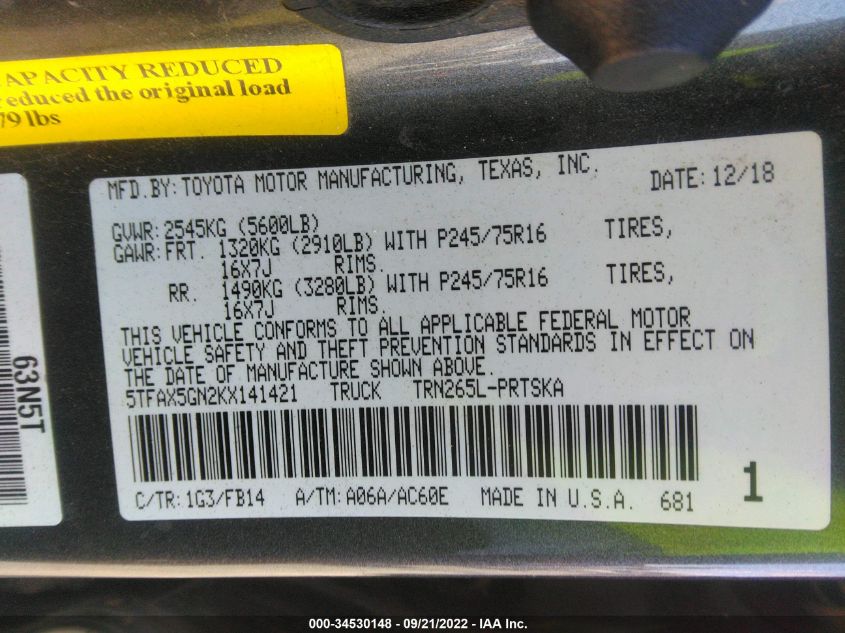 CAPACITY REDUCED
reduced the original load
79 lbs
63N5T
MFD.BY: TOYOTA MOTOR MANUFACTURING, TEXAS, INC. DATE: 12/18
GVWR: 2545KG (5600LB)
GAWR: FRT. 1320KG (2910LB) WITH P245/75R16 TIRES,
16X7J RIMS.
RR. 1490KG (3280LB) WITH P245/75R16 TIRES,
16X7J RIMS.
THIS VEHICLE CONFORMS TO ALL APPLICABLE FEDERAL MOTOR
VEHICLE SAFETY AND THEFT PREVENTION STANDARDS IN EFFECT ON
THE DATE OF MANUFACTURE SHOWN ABOVE.
5TFAX5GN2KX141421 TRUCK TRN265L-PRTSKA
C/TR: 1G3/FB14 A/TM: A06A/AC60E MADE IN U.S.A. 681
1
000-34530148 - 09/21/2022 - IAA Inc.